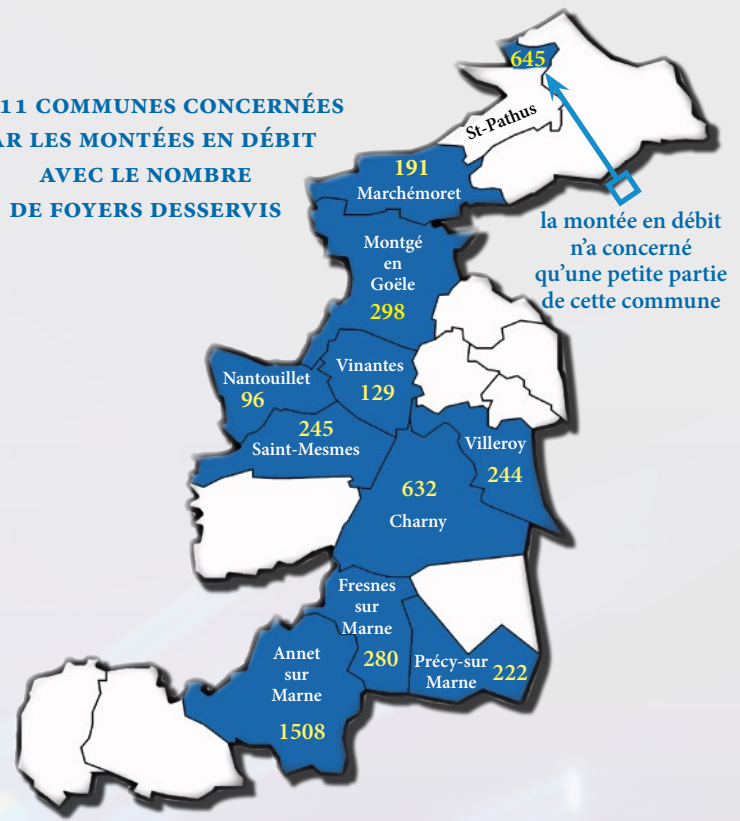 11 COMMUNES CONCERNÉES
AR LES MONTÉES EN DÉBIT
AVEC LE NOMBRE
DE FOYERS DESSERVIS
645
St-Pathus
191
Marchémoret
la montée en débit
n'a concerné
qu'une petite partie
de cette commune
Montgé
en
Goële
298
Vinantes
129
Nantouillet
96
245
Saint-Mesmes
Villeroy
244
632
Charny
Fresnes
sur
Marne
280
Précy-sur
Marne
222
Annet
sur
Marne
1508